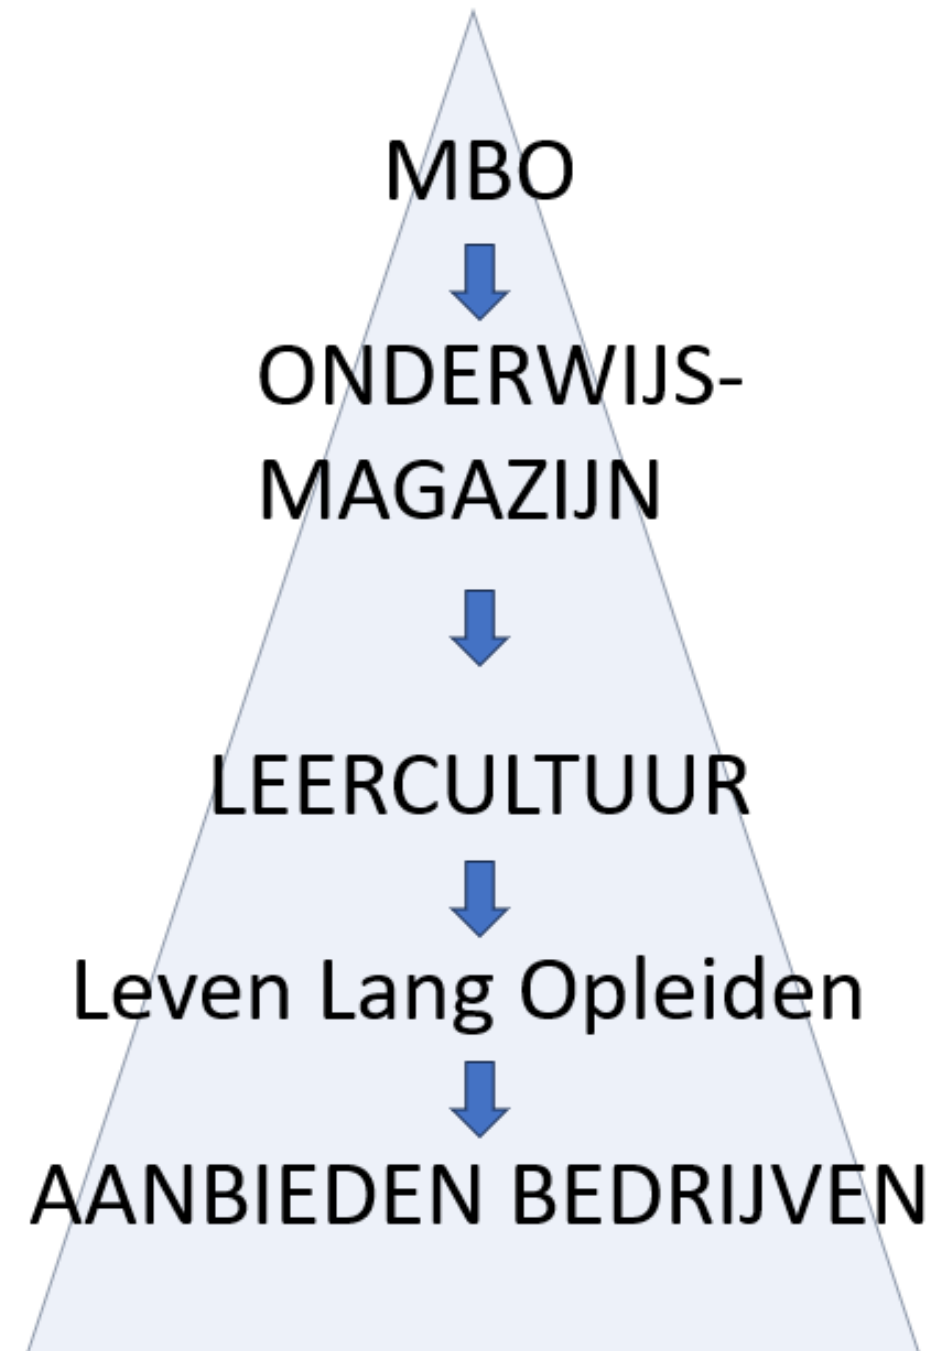 MBO
ONDERWIJS-
MAGAZIJN
LEERCULTUUR
Leven Lang Opleiden
AANBIEDEN BEDRIJVEN